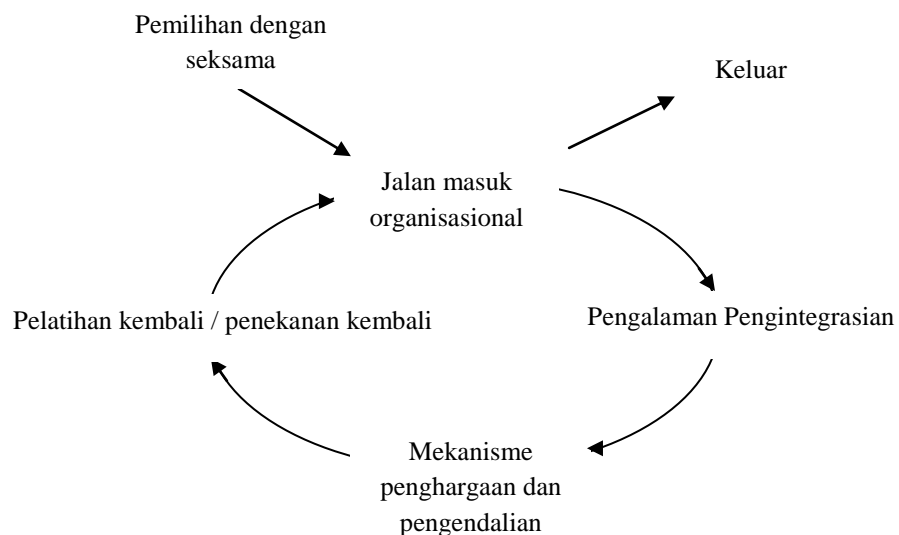 Pemilihan dengan
seksama
Keluar
Jalan masuk
organisasional
Pelatihan kembali / penekanan kembali
Pengalaman Pengintegrasian
Mekanisme
penghargaan dan
pengendalian